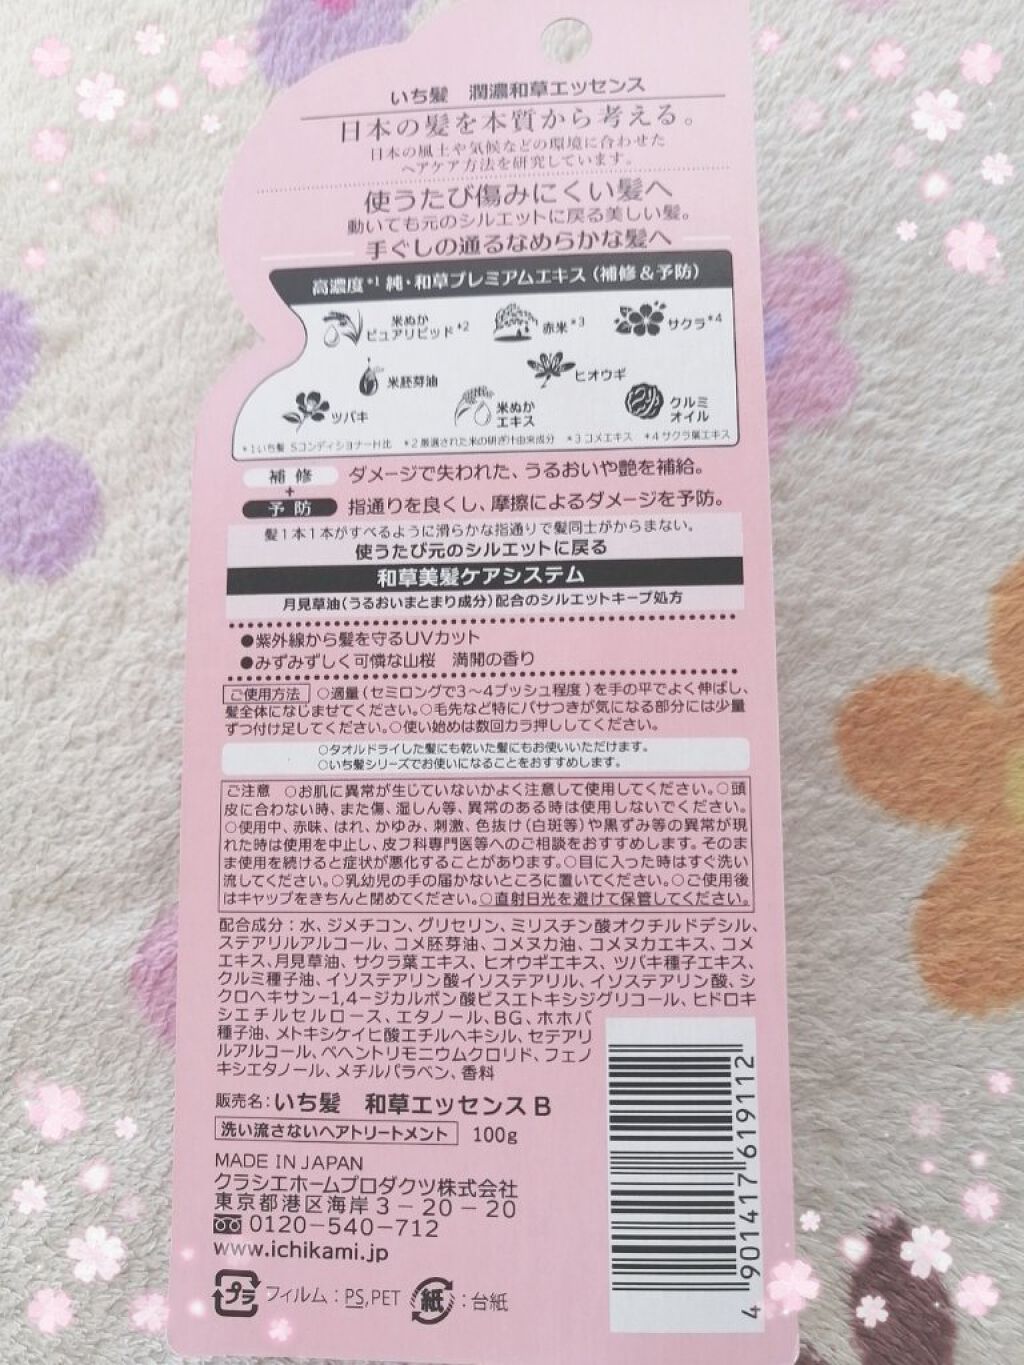 いち髪 潤濃和草エッセンス
日本の髪を本質から考える。
日本の風土や気候などの環境に合わせた
ヘアケア方法を研究しています。
使うたび傷みにくい髪へ
動いても元のシルエットに戻る美しい髪。
手ぐしの通るなめらかな髪へ
高濃度*1 純・和草プレミアムエキス（補修＆予防）
米ぬか
ピュアリピッド*2
赤米*3
サクラ*4
米胚芽油
ヒオウギ
ツバキ
米ぬか
エキス
クルミ
オイル
*1いち髪 SコンディショナーH比 *2厳選された米の研ぎ汁由来成分 *3コメエキス *4サクラ葉エキス
補修 ダメージで失われた、うるおいや艶を補給。
+
予防 指通りを良くし、摩擦によるダメージを予防。
髪1本1本がすべるように滑らかな指通りで髪同士がからまない。
使うたび元のシルエットに戻る
和草美髪ケアシステム
月見草油（うるおいまとまり成分）配合のシルエットキープ処方
●紫外線から髪を守るUVカット
●みずみずしく可憐な山桜 満開の香り
ご使用方法 ○適量（セミロングで3〜4プッシュ程度）を手の平でよく伸ばし、
髪全体になじませてください。○毛先など特にパサつきが気になる部分には少量
ずつ付け足してください。○使い始めは数回カラ押ししてください。
○タオルドライした髪にも乾いた髪にもお使いいただけます。
○いち髪シリーズでお使いになることをおすすめします。
ご注意 ○お肌に異常が生じていないかよく注意して使用してください。○頭
皮に合わない時、また傷、湿しん等、異常のある時は使用しないでください。
○使用中、赤味、はれ、かゆみ、刺激、色抜け（白斑等）や黒ずみ等の異常が現
れた時は使用を中止し、皮フ科専門医等へのご相談をおすすめします。そのま
ま使用を続けると症状が悪化することがあります。○目に入った時はすぐ洗い
流してください。○乳幼児の手の届かないところに置いてください。○ご使用後
はキャップをきちんと閉めてください。○直射日光を避けて保管してください。
配合成分：水、ジメチコン、グリセリン、ミリスチン酸オクチルドデシル、
ステアリルアルコール、コメ胚芽油、コメヌカ油、コメヌカエキス、コメ
エキス、月見草油、サクラ葉エキス、ヒオウギエキス、ツバキ種子エキス、
クルミ種子油、イソステアリン酸イソステアリル、イソステアリン酸、シ
クロヘキサン-1,4-ジカルボン酸ビスエトキシジグリコール、ヒドロキ
シエチルセルロース、エタノール、BG、ホホバ
種子油、メトキシケイヒ酸エチルヘキシル、セテアリ
ルアルコール、ベヘントリモニウムクロリド、フェノ
キシエタノール、メチルパラベン、香料
販売名：いち髪 和草エッセンスB
洗い流さないヘアトリートメント 100g
MADE IN JAPAN
クラシエホームプロダクツ株式会社
東京都港区海岸3-20-20
0120-540-712
www.ichikami.jp
プラ フィルム：PS,PET 紙：台紙
4 901417 619112